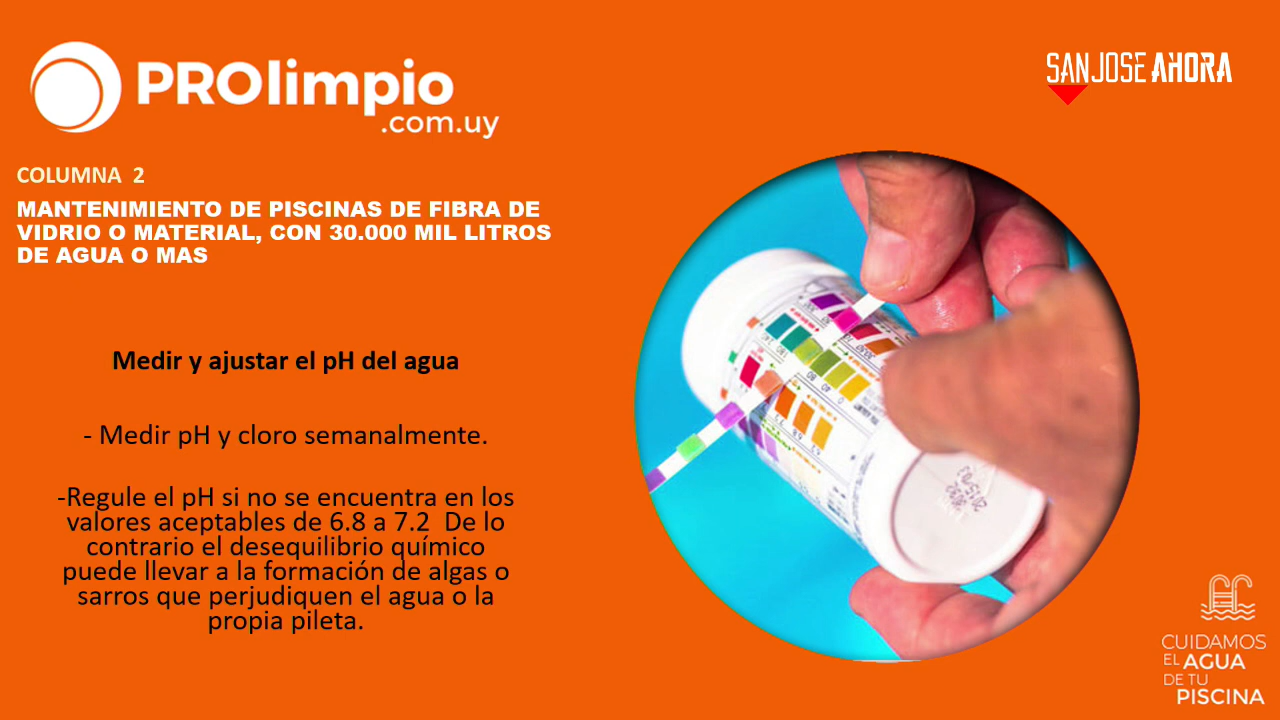 PROlimpio
.com.uy
SAN JOSE AHORA
COLUMNA 2
MANTENIMIENTO DE PISCINAS DE FIBRA DE
VIDRIO O MATERIAL, CON 30.000 MIL LITROS
DE AGUA O MAS
Medir y ajustar el pH del agua
- Medir pH y cloro semanalmente.
-Regule el pH si no se encuentra en los
valores aceptables de 6.8 a 7.2 De lo
contrario el desequilibrio químico
puede llevar a la formación de algas o
sarros que perjudiquen el agua o la
propia pileta.
CUIDAMOS
EL AGUA
DE TU
PISCINA